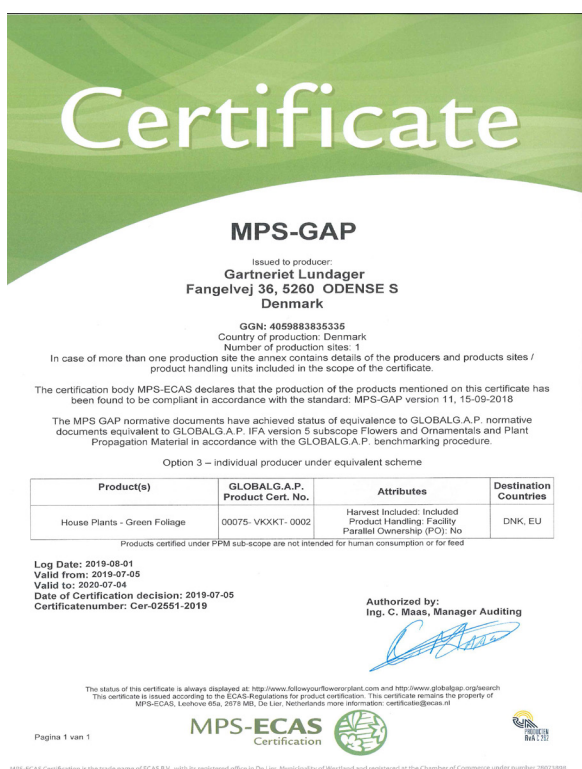 Certificate
MPS-GAP
Issued to producer:
Gartneriet Lundager
Fangelvej 36, 5260 ODENSE S
Denmark
GGN: 4059883835335
Country of production: Denmark
Number of production sites: 1
In case of more than one production site the annex contains details of the producers and products sites /
product handling units included in the scope of the certificate.
The certification body MPS-ECAS declares that the production of the products mentioned on this certificate has
been found to be compliant in accordance with the standard: MPS-GAP version 11, 15-09-2018
The MPS GAP normative documents have achieved status of equivalence to GLOBALG.A.P. normative
documents equivalent to GLOBALG.A.P. IFA version 5 subscope Flowers and Ornamentals and Plant
Propagation Material in accordance with the GLOBALG.A.P. benchmarking procedure.
Option 3 – individual producer under equivalent scheme
Product(s) GLOBALG.A.P. Product Cert. No. Attributes Destination Countries
House Plants - Green Foliage 00075- VKXKT- 0002 Harvest Included: Included
Product Handling: Facility
Parallel Ownership (PO): No
DNK, EU
Products certified under PPM sub-scope are not intended for human consumption or for feed
Log Date: 2019-08-01
Valid from: 2019-07-05
Valid to: 2020-07-04
Date of Certification decision: 2019-07-05
Certificatenumber: Cer-02551-2019
Authorized by:
Ing. C. Maas, Manager Auditing
The status of this certificate is always displayed at: http://www.followyourflowerorplant.com and http://www.globalgap.org/search
This certificate is issued according to the ECAS-Regulations for product certification. This certificate remains the property of
MPS-ECAS, Leehove 65a, 2678 MB, De Lier, Netherlands more information: certificatie@ecas.nl
Pagina 1 van 1
MPS-ECAS
Certification
PRODUCTEN
RvA C 202